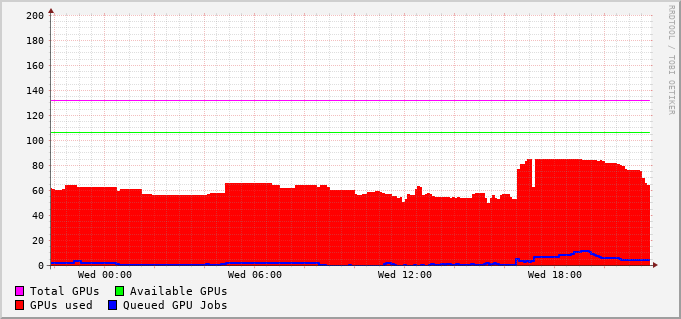 200
180
160
140
120
100
80
60
40
20
0
Wed 00:00 Wed 06:00 Wed 12:00 Wed 18:00
Total GPUs Available GPUs
GPUs used Queued GPU Jobs
RRDTOOL / TOBI OETIKER